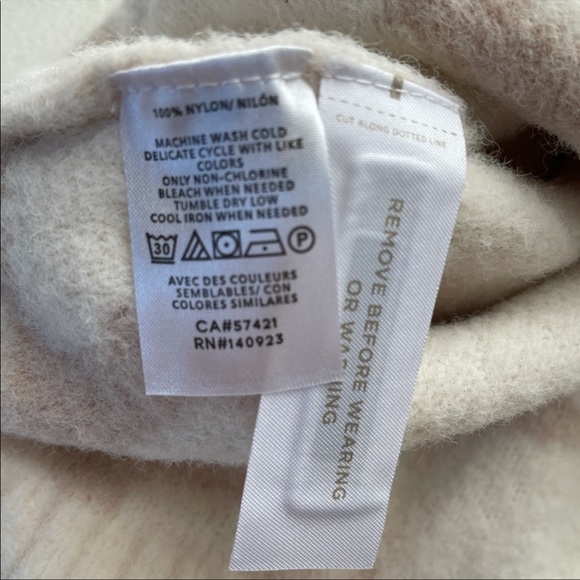 100% NYLON/ NILÓN
MACHINE WASH COLD
DELICATE CYCLE WITH LIKE
COLORS
ONLY NON-CHLORINE
BLEACH WHEN NEEDED
TUMBLE DRY LOW
COOL IRON WHEN NEEDED
30
P
AVEC DES COULEURS
SEMBLABLES/ CON
COLORES SIMILARES
CA#57421
RN#140923
CUT ALONG DOTTED LINE
REMOVE BEFORE WEARING
OR WASHING